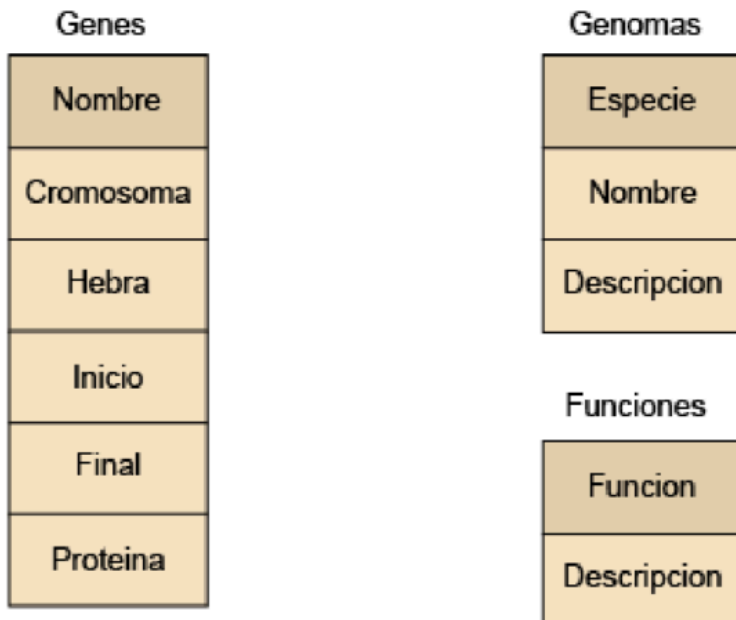 Genes
Nombre
Cromosoma
Hebra
Inicio
Final
Proteina
Genomas
Especie
Nombre
Descripcion
Funciones
Funcion
Descripcion